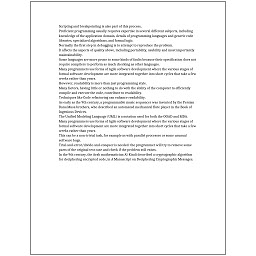 Scripting and breakpointing is also part of this process.
Proficient programming usually requires expertise in several different subjects, including
knowledge of the application domain, details of programming languages and generic code
libraries, specialized algorithms, and formal logic.
Normally the first step in debugging is to attempt to reproduce the problem.
It affects the aspects of quality above, including portability, usability and most importantly
maintainability.
Some languages are more prone to some kinds of faults because their specification does not
require compilers to perform as much checking as other languages.
Many programmers use forms of Agile software development where the various stages of
formal software development are more integrated together into short cycles that take a few
weeks rather than years.
However, readability is more than just programming style.
Many factors, having little or nothing to do with the ability of the computer to efficiently
compile and execute the code, contribute to readability.
Techniques like Code refactoring can enhance readability.
As early as the 9th century, a programmable music sequencer was invented by the Persian
Banu Musa brothers, who described an automated mechanical flute player in the Book of
Ingenious Devices.
The Unified Modeling Language (UML) is a notation used for both the OOAD and MDA.
Many programmers use forms of Agile software development where the various stages of
formal software development are more integrated together into short cycles that take a few
weeks rather than years.
This can be a non-trivial task, for example as with parallel processes or some unusual
software bugs.
Trial-and-error/divide-and-conquer is needed: the programmer will try to remove some
parts of the original test case and check if the problem still exists.
In the 9th century, the Arab mathematician Al-Kindi described a cryptographic algorithm
for deciphering encrypted code, in A Manuscript on Deciphering Cryptographic Messages.